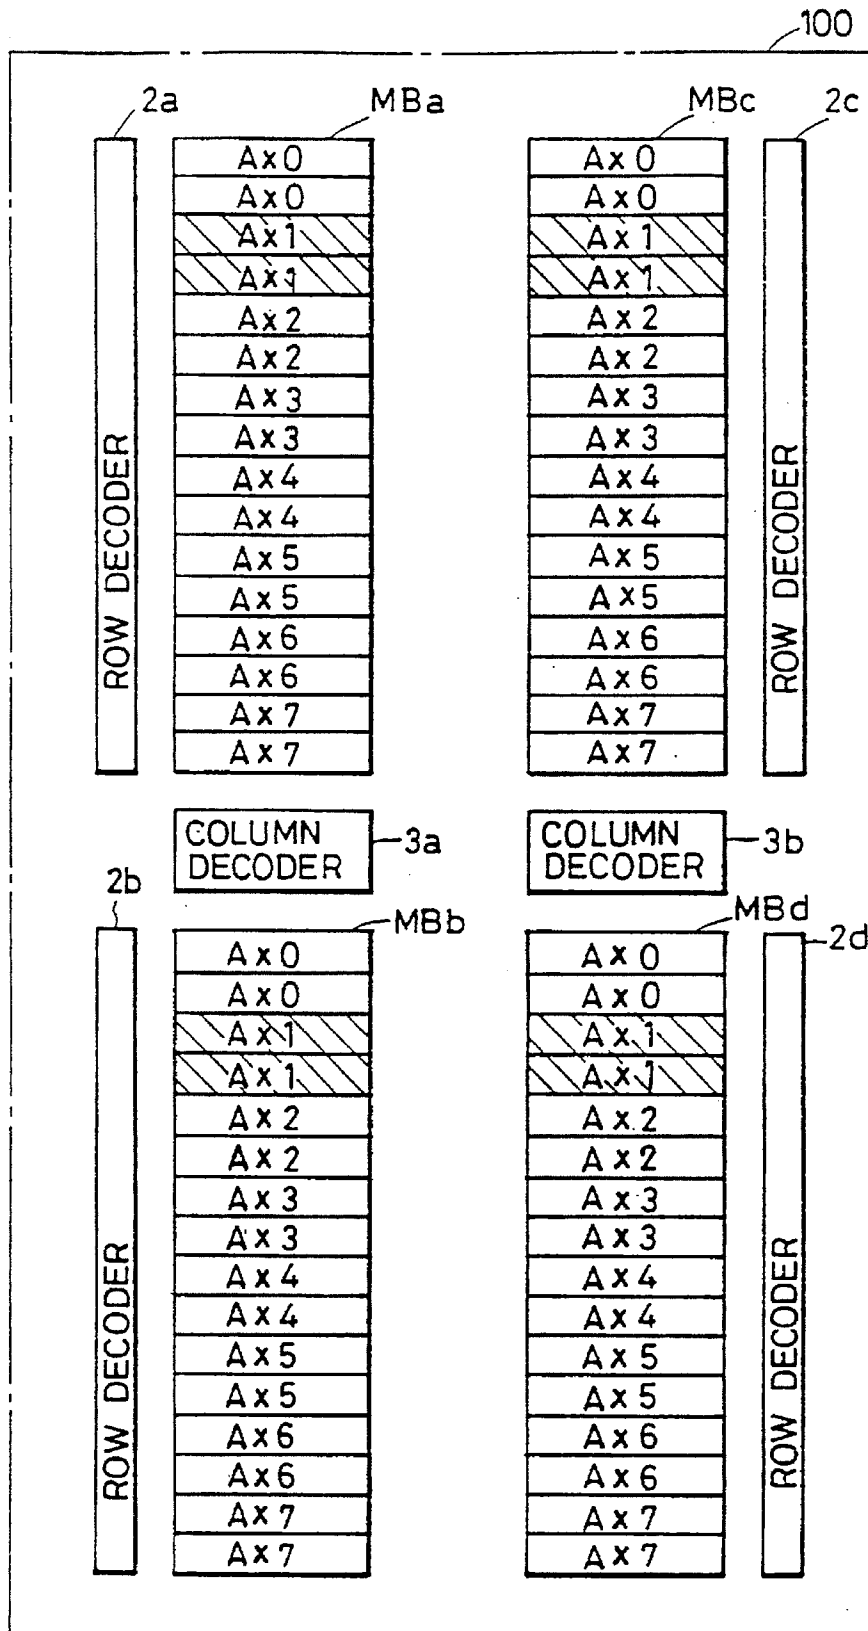 100
2a
MBa
MBc
2c
Ax0
Ax0
Ax1
Ax1
Ax2
Ax2
Ax3
Ax3
Ax4
Ax4
Ax5
Ax5
Ax6
Ax6
Ax7
Ax7
ROW DECODER
Ax0
Ax0
Ax1
Ax1
Ax2
Ax2
Ax3
Ax3
Ax4
Ax4
Ax5
Ax5
Ax6
Ax6
Ax7
Ax7
ROW DECODER
COLUMN
DECODER
3a
COLUMN
DECODER
3b
2b
MBb
MBd
2d
Ax0
Ax0
Ax1
Ax1
Ax2
Ax2
Ax3
Ax3
Ax4
Ax4
Ax5
Ax5
Ax6
Ax6
Ax7
Ax7
ROW DECODER
Ax0
Ax0
Ax1
Ax1
Ax2
Ax2
Ax3
Ax3
Ax4
Ax4
Ax5
Ax5
Ax6
Ax6
Ax7
Ax7
ROW DECODER